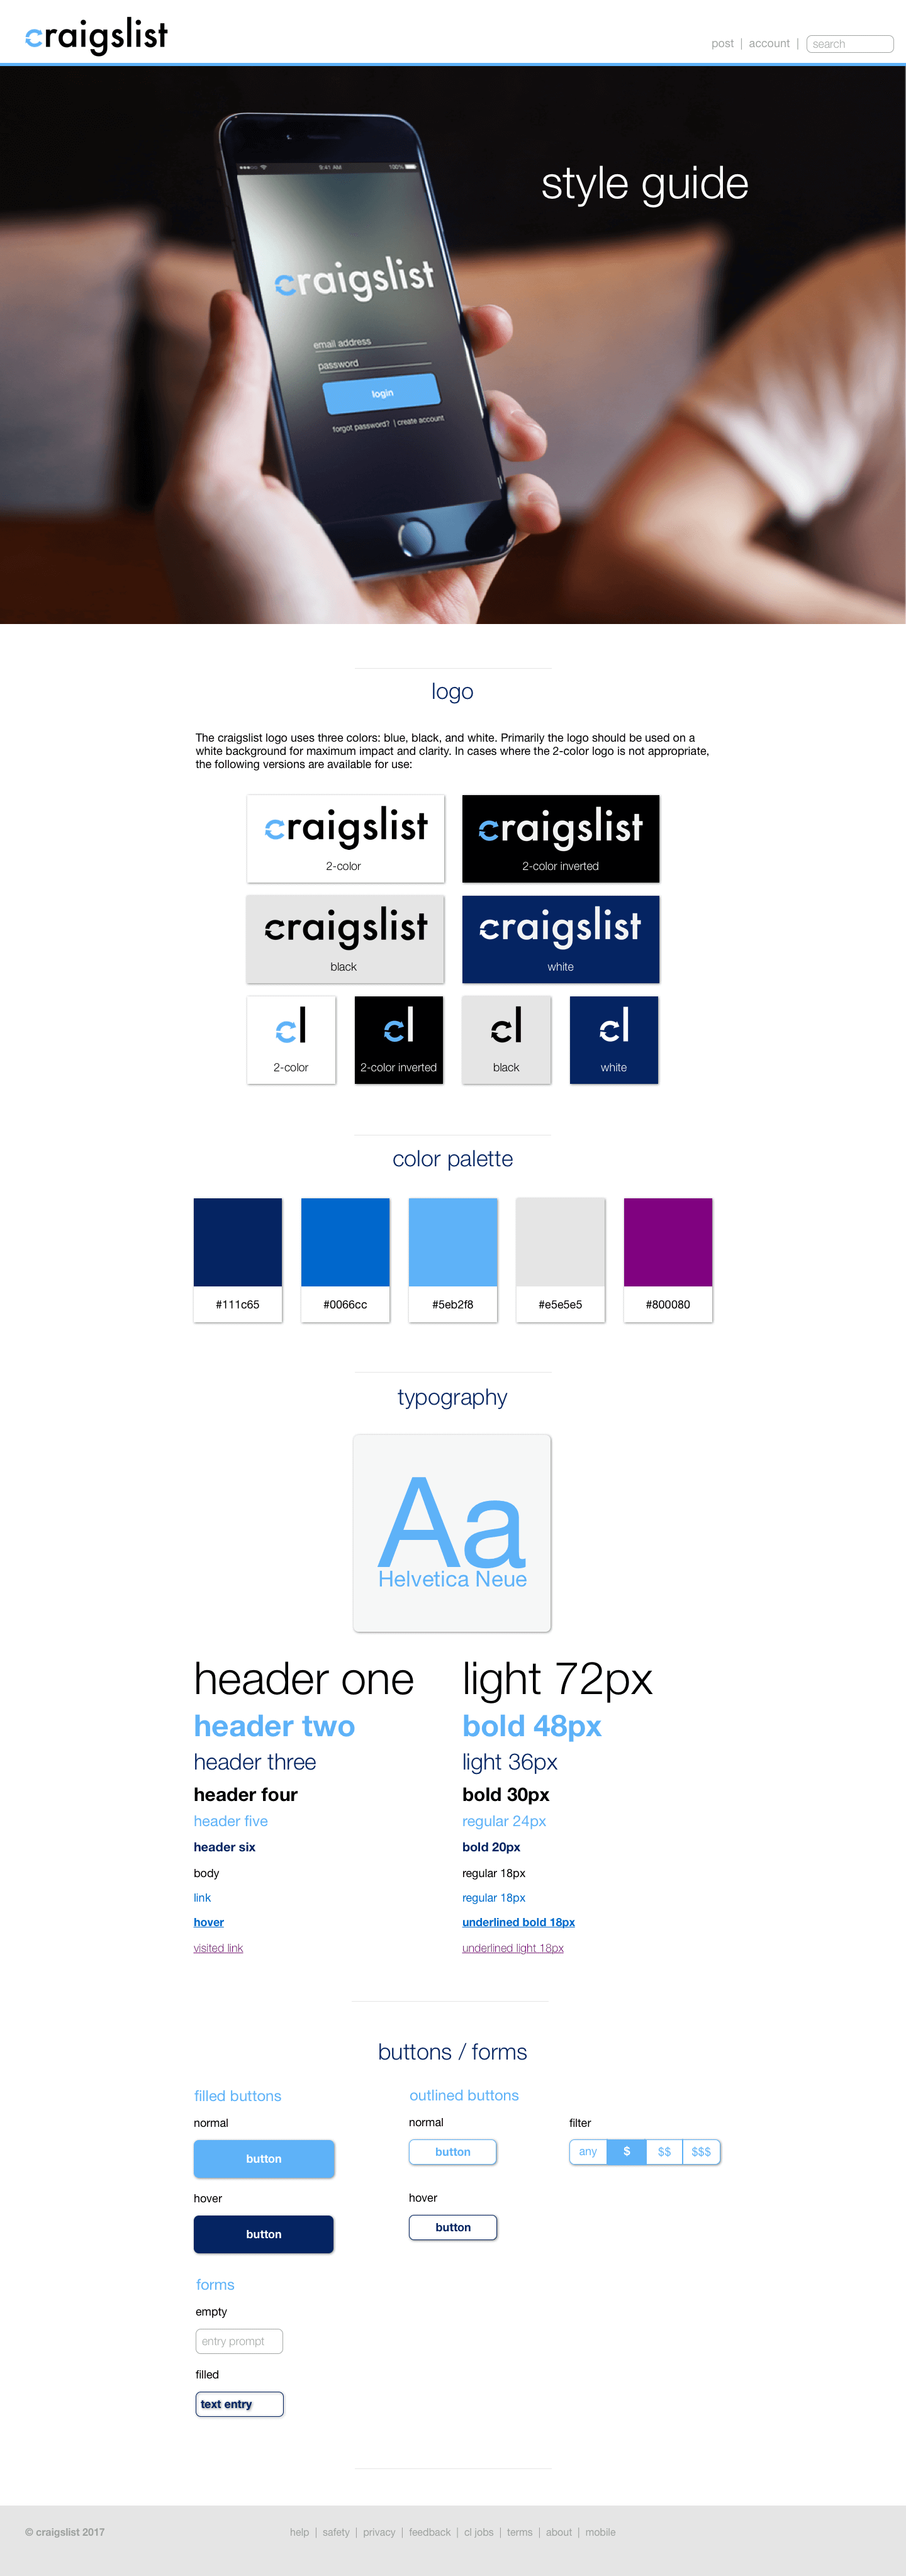 craigslist
post | account | search
style guide
9:41 AM 100%
craigslist
email address
password
login
forgot password? | create account
logo
The craigslist logo uses three colors: blue, black, and white. Primarily the logo should be used on a
white background for maximum impact and clarity. In cases where the 2-color logo is not appropriate,
the following versions are available for use:
craigslist craigslist
2-color 2-color inverted
craigslist craigslist
black white
cl cl cl cl
2-color 2-color inverted black white
color palette
#111c65 #0066cc #5eb2f8 #e5e5e5 #800080
typography
Aa
Helvetica Neue
header one light 72px
header two bold 48px
header three light 36px
header four bold 30px
header five regular 24px
header six bold 20px
body regular 18px
link regular 18px
hover underlined bold 18px
visited link underlined light 18px
buttons / forms
filled buttons outlined buttons
normal normal filter
button button any $ $$ $$$
hover hover
button button
forms
empty
entry prompt
filled
text entry
© craigslist 2017 help | safety | privacy | feedback | cl jobs | terms | about | mobile